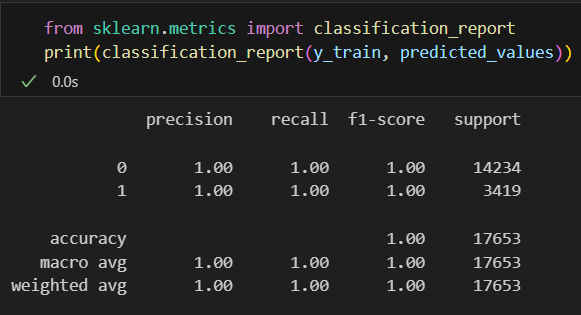 from sklearn.metrics import classification_report
print(classification_report(y_train, predicted_values))
0.0s
precision recall f1-score support
0 1.00 1.00 1.00 14234
1 1.00 1.00 1.00 3419
accuracy 1.00 17653
macro avg 1.00 1.00 1.00 17653
weighted avg 1.00 1.00 1.00 17653